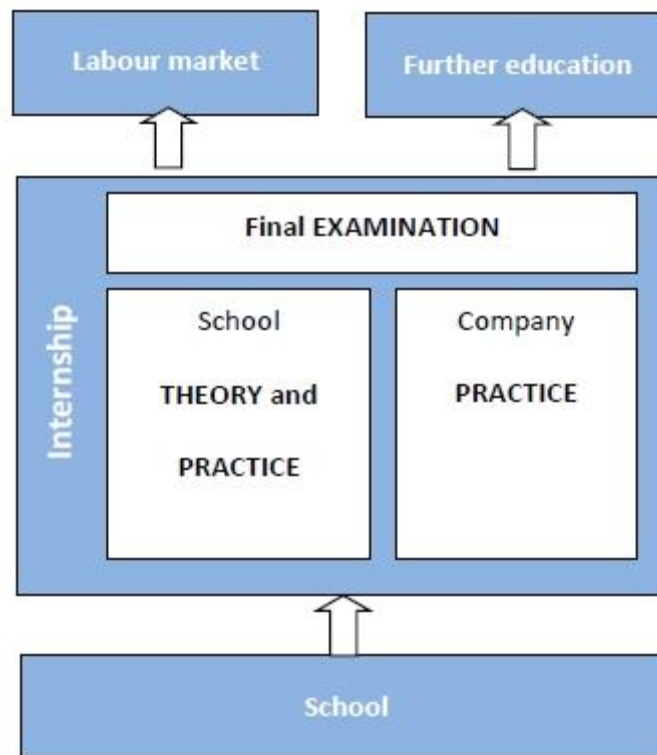 Labour market
Further education
Internship
Final EXAMINATION
School
THEORY and
PRACTICE
Company
PRACTICE
School